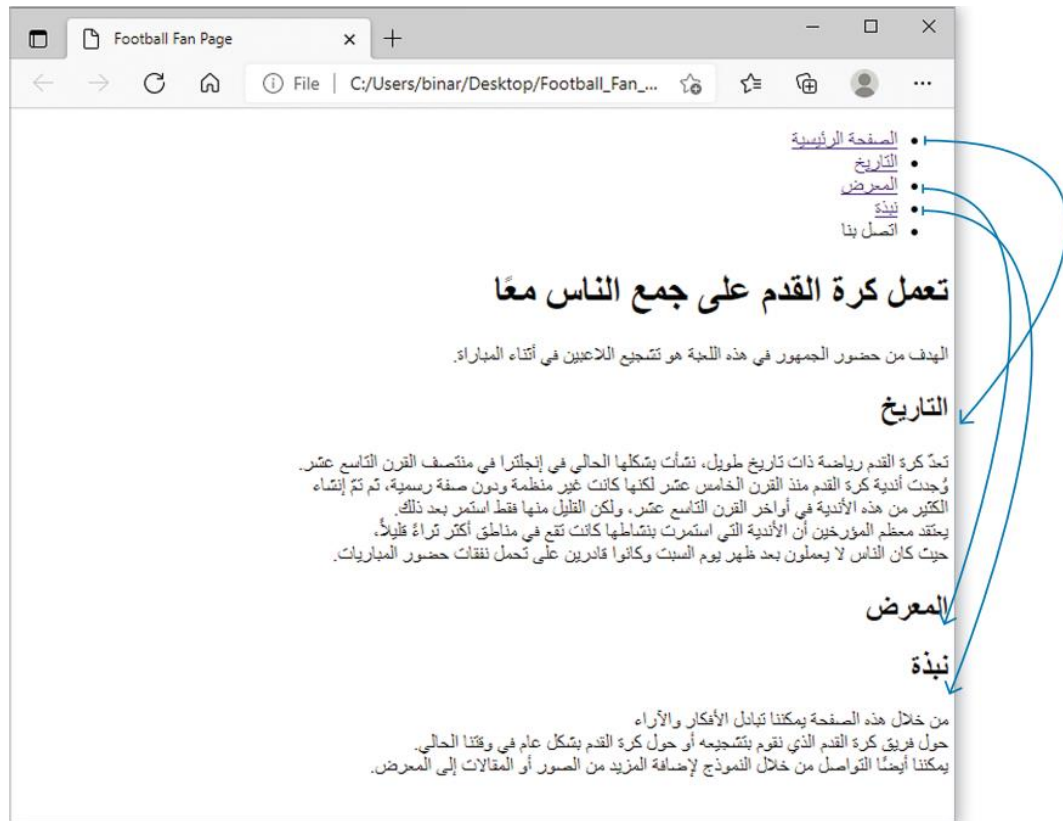 Football Fan Page
File | C:/Users/binar/Desktop/Football_Fan_...
الصفحة الرئيسية
التاريخ
المعرض
نبذة
اتصل بنا
تعمل كرة القدم على جمع الناس معًا
الهدف من حضور الجمهور في هذه اللعبة هو تشجيع اللاعبين في أثناء المباراة.
التاريخ
تعدّ كرة القدم رياضة ذات تاريخ طويل، نشأت بشكلها الحالي في إنجلترا في منتصف القرن التاسع عشر.
وُجدت أندية كرة القدم منذ القرن الخامس عشر لكنها كانت غير منظمة ودون صفة رسمية، ثم تمّ إنشاء
الكثير من هذه الأندية في أواخر القرن التاسع عشر، ولكن القليل منها فقط استمر بعد ذلك.
يعتقد معظم المؤرخين أن الأندية التي استمرت بنشاطها كانت تقع في مناطق أكثر ثراءً قليلاً،
حيث كان الناس لا يعملون بعد ظهر يوم السبت وكانوا قادرين على تحمل نفقات حضور المباريات.
المعرض
نبذة
من خلال هذه الصفحة يمكننا تبادل الأفكار والآراء
حول فريق كرة القدم الذي نقوم بتشجيعه أو حول كرة القدم بشكل عام في وقتنا الحالي.
يمكننا أيضًا التواصل من خلال النموذج لإضافة المزيد من الصور أو المقالات إلى المعرض.